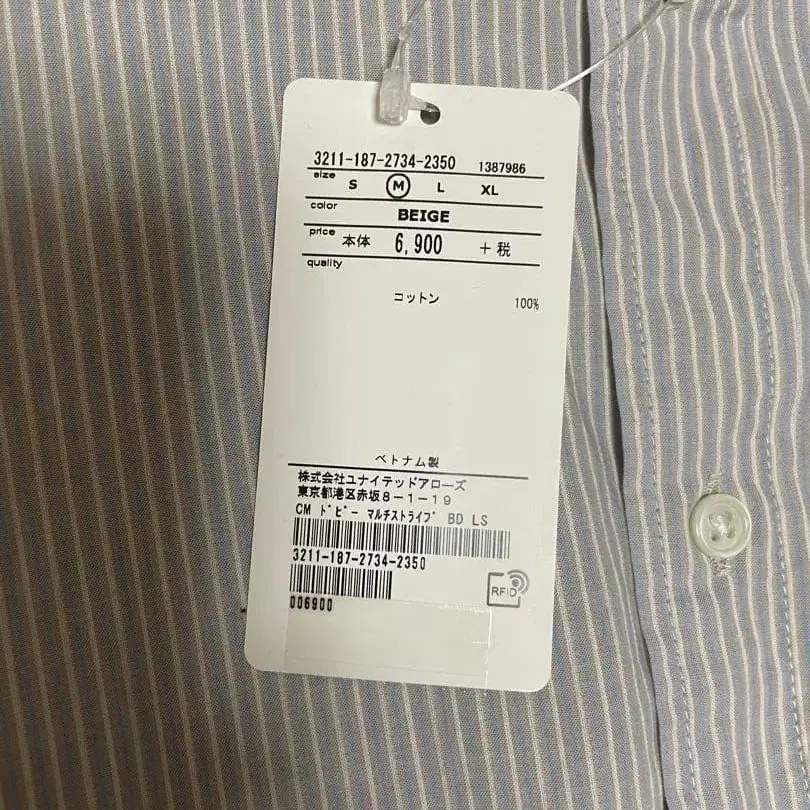 3211-187-2734-2350 1387986
size S M L XL
color BEIGE
price 本体 6,900 +税
quality
コットン 100%
ベトナム製
株式会社ユナイテッドアローズ
東京都港区赤坂8-1-19
CM ドビー マルチストライプ BD LS
3211-187-2734-2350
006900
RFID